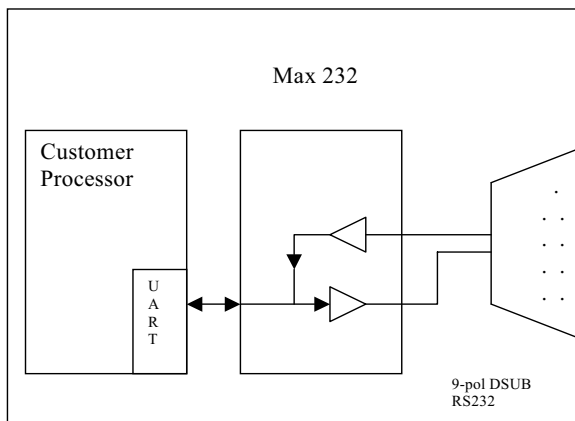 Max 232
Customer
Processor
U
A
R
T
9-pol DSUB
RS232